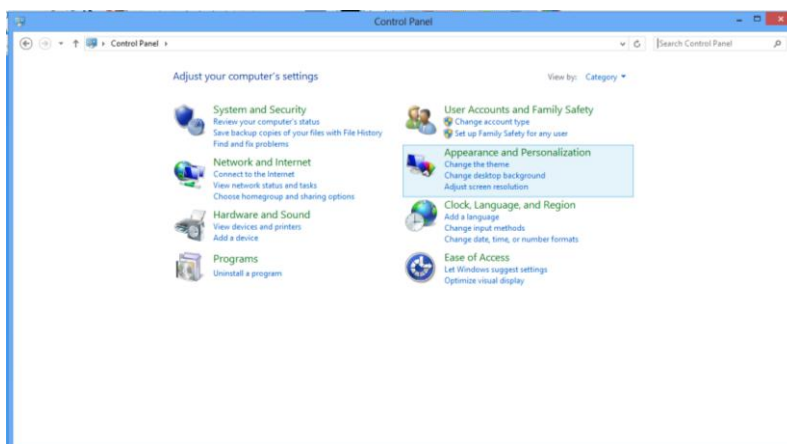 Control Panel
Control Panel
Search Control Panel
Adjust your computer's settings
View by: Category
System and Security
Review your computer's status
Save backup copies of your files with File History
Find and fix problems
Network and Internet
Connect to the Internet
View network status and tasks
Choose homegroup and sharing options
Hardware and Sound
View devices and printers
Add a device
Programs
Uninstall a program
User Accounts and Family Safety
Change account type
Set up Family Safety for any user
Appearance and Personalization
Change the theme
Change desktop background
Adjust screen resolution
Clock, Language, and Region
Add a language
Change input methods
Change date, time, or number formats
Ease of Access
Let Windows suggest settings
Optimize visual display